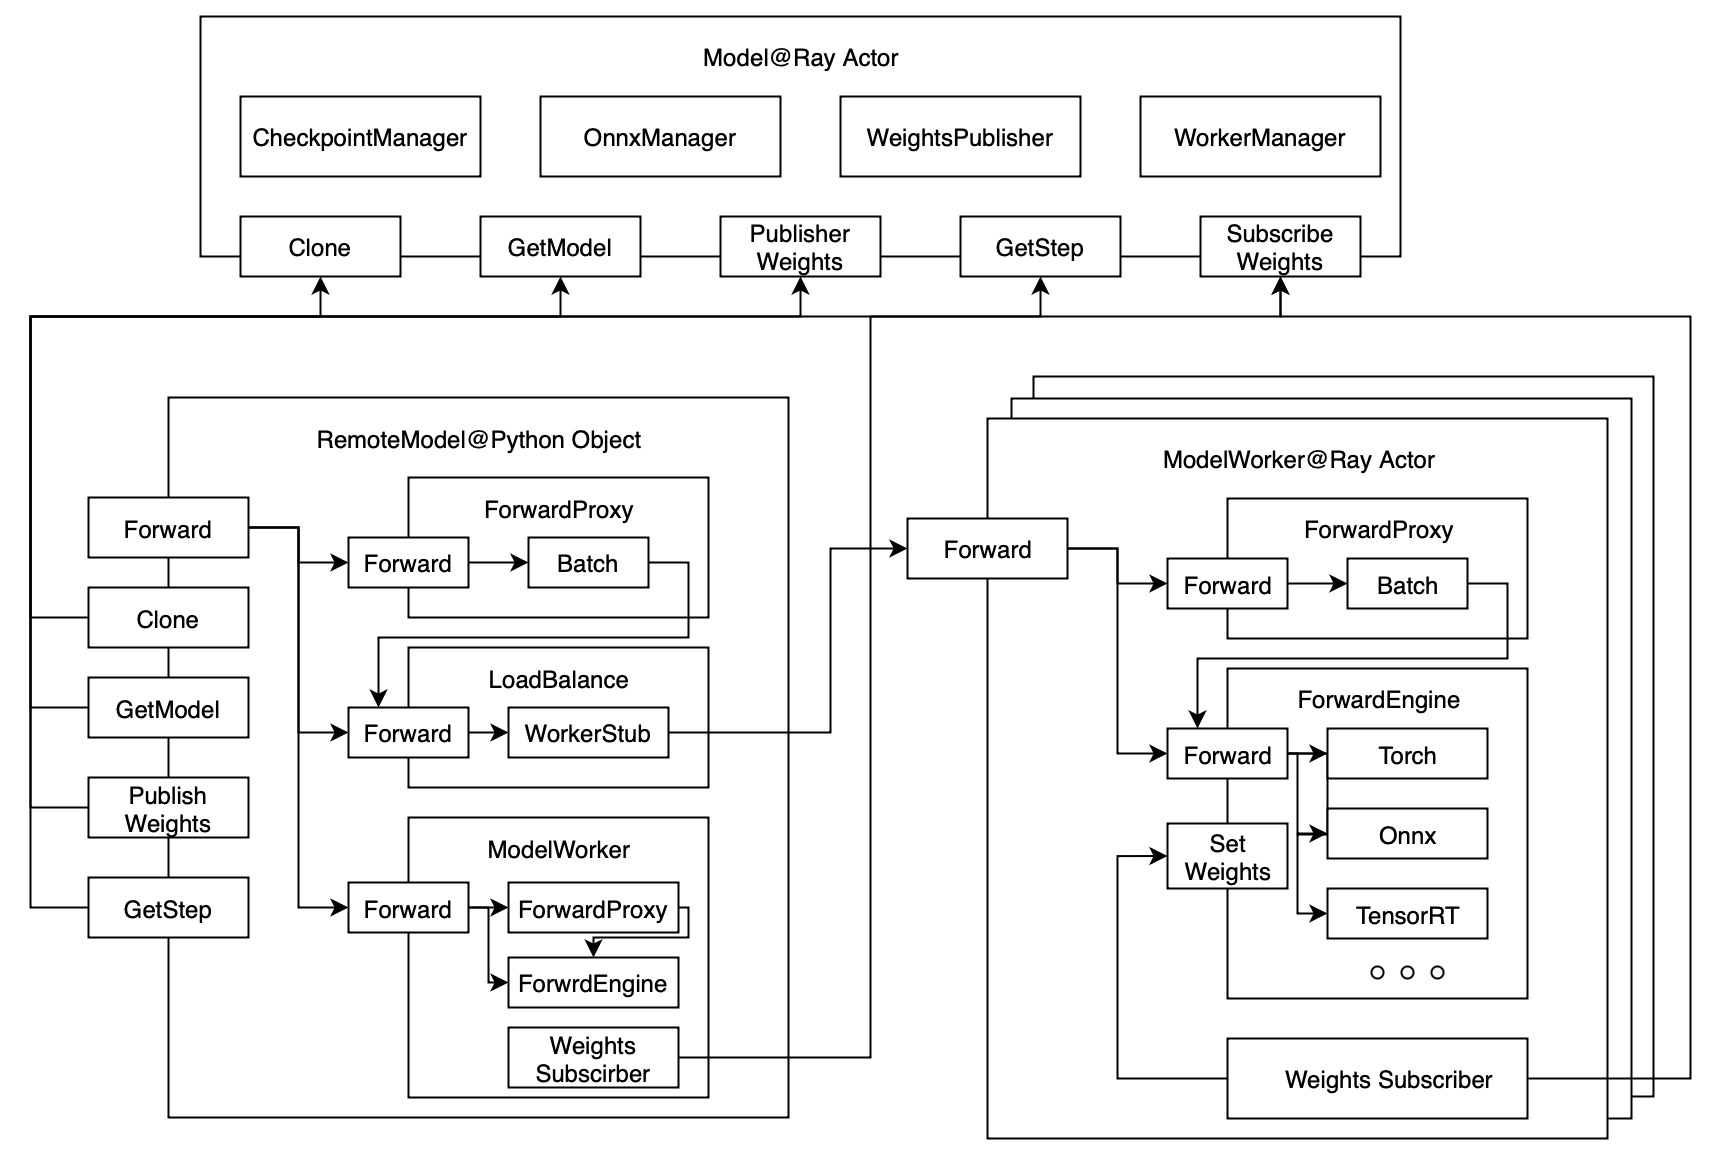 Model@Ray Actor
CheckpointManager
OnnxManager
WeightsPublisher
WorkerManager
Clone
GetModel
Publisher
Weights
GetStep
Subscribe
Weights
RemoteModel@Python Object
Forward
Clone
GetModel
Publish
Weights
GetStep
ForwardProxy
Forward
Batch
LoadBalance
Forward
WorkerStub
ModelWorker
Forward
ForwardProxy
ForwrdEngine
Weights
Subscirber
ModelWorker@Ray Actor
Forward
ForwardProxy
Forward
Batch
ForwardEngine
Forward
Torch
Onnx
TensorRT
Set
Weights
Weights Subscriber